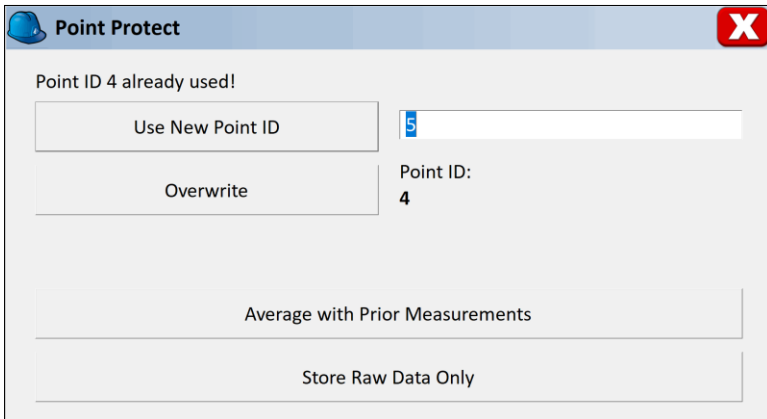 Point Protect
Point ID 4 already used!
Use New Point ID
5
Overwrite
Point ID:
4
Average with Prior Measurements
Store Raw Data Only